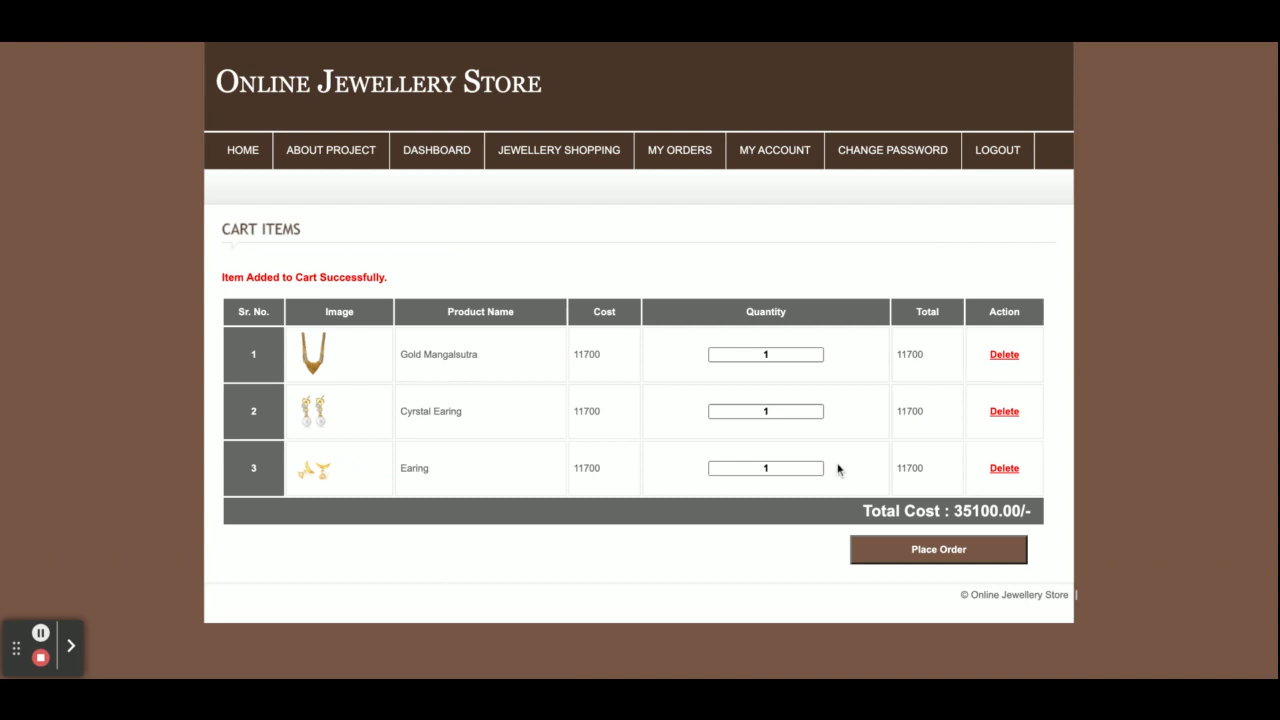 Online Jewellery Store
HOME ABOUT PROJECT DASHBOARD JEWELLERY SHOPPING MY ORDERS MY ACCOUNT CHANGE PASSWORD LOGOUT
CART ITEMS
Item Added to Cart Successfully.
Sr. No. Image Product Name Cost Quantity Total Action
1 Gold Mangalsutra 11700 1 11700 Delete
2 Cyrstal Earing 11700 1 11700 Delete
3 Earing 11700 1 11700 Delete
Total Cost : 35100.00/-
Place Order
© Online Jewellery Store |